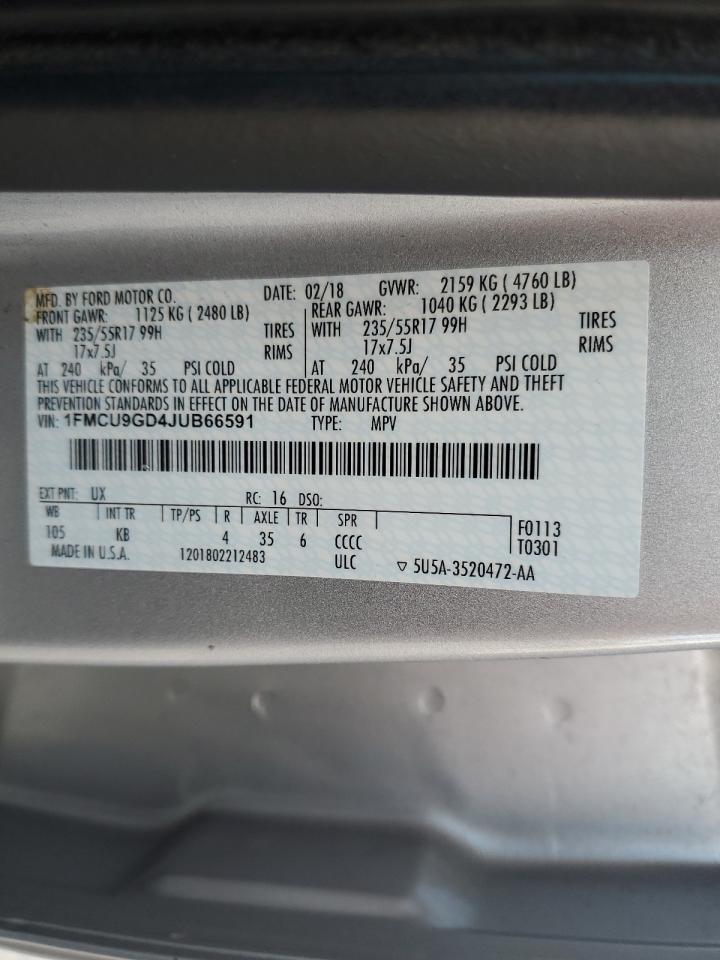 MFD. BY FORD MOTOR CO. DATE: 02/18 GVWR: 2159 KG ( 4760 LB)
FRONT GAWR: 1125 KG ( 2480 LB) REAR GAWR: 1040 KG ( 2293 LB)
WITH 235/55R17 99H TIRES WITH 235/55R17 99H TIRES
17x7.5J RIMS 17x7.5J RIMS
AT 240 kPa/ 35 PSI COLD AT 240 kPa/ 35 PSI COLD
THIS VEHICLE CONFORMS TO ALL APPLICABLE FEDERAL MOTOR VEHICLE SAFETY AND THEFT
PREVENTION STANDARDS IN EFFECT ON THE DATE OF MANUFACTURE SHOWN ABOVE.
VIN: 1FMCU9GD4JUB66591 TYPE: MPV
EXT PNT: UX RC: 16 DSO:
WB INT TR TP/PS R AXLE TR SPR F0113
105 KB 4 35 6 CCCC T0301
MADE IN U.S.A. 1201802212483 ULC ▽ 5U5A-3520472-AA